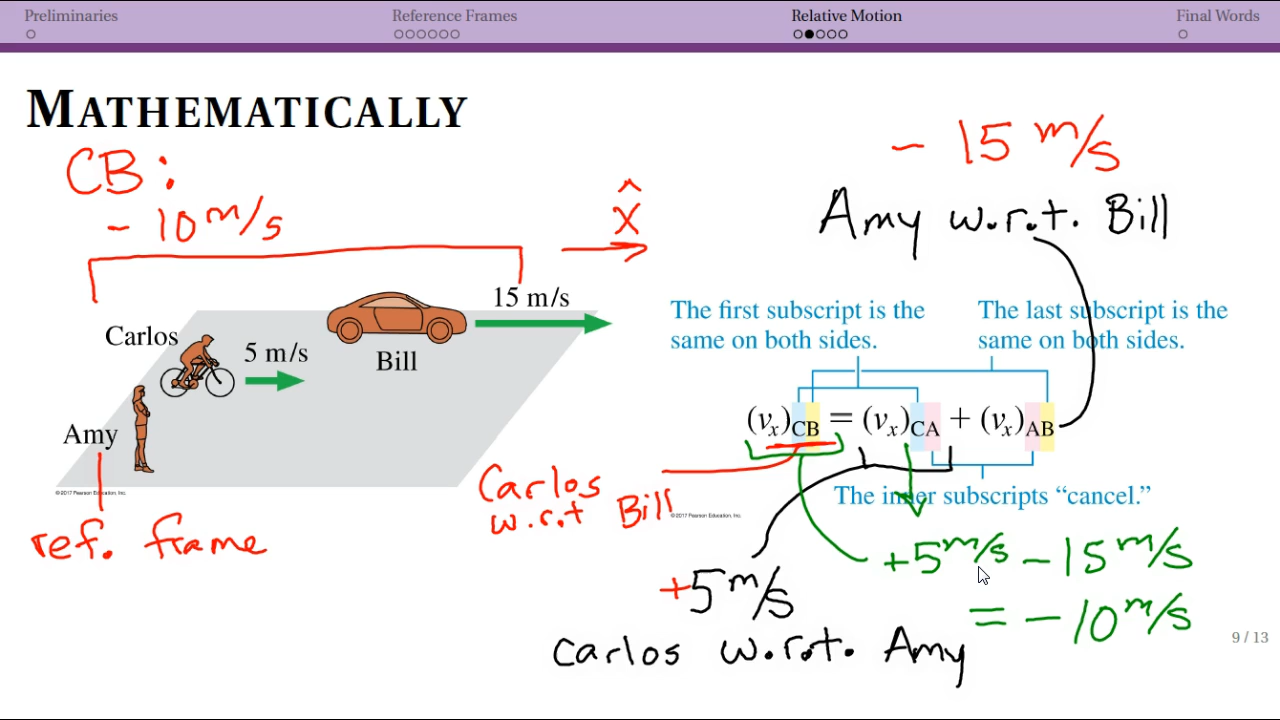 Preliminaries Reference Frames Relative Motion Final Words
MATHEMATICALLY
CB:
- 10 m/s
x̂
- 15 m/s
Amy w.r.t. Bill
15 m/s
Carlos
5 m/s
Bill
Amy
©2017 Pearson Education, Inc.
ref. frame
The first subscript is the
same on both sides.
The last subscript is the
same on both sides.
(vx)CB = (vx)CA + (vx)AB
The inner subscripts “cancel.”
©2017 Pearson Education, Inc.
Carlos
w.r.t Bill
+5 m/s
Carlos w.r.t. Amy
+5 m/s - 15 m/s
= - 10 m/s
9 / 13